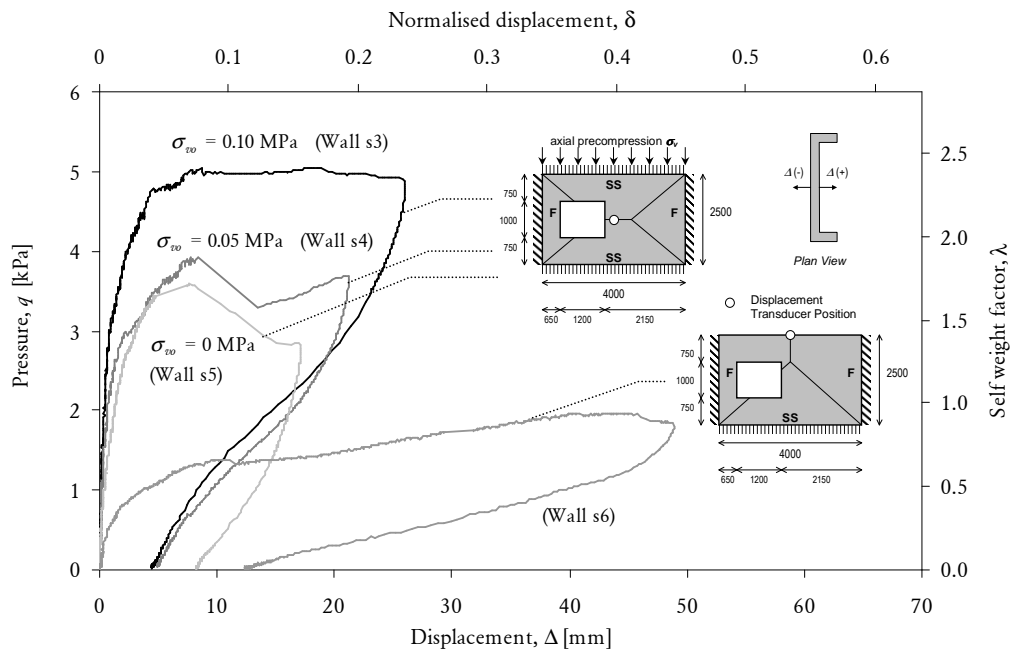 Normalised displacement, δ
0 0.1 0.2 0.3 0.4 0.5 0.6
Pressure, q [kPa]
6
5
4
3
2
1
0
σvo = 0.10 MPa (Wall s3)
σvo = 0.05 MPa (Wall s4)
σvo = 0 MPa
(Wall s5)
(Wall s6)
axial precompression σv
SS
F
F
SS
750
1000
750
2500
4000
650 1200 2150
Δ(-) Δ(+)
Plan View
Displacement
Transducer Position
F
F
SS
750
1000
750
2500
4000
650 1200 2150
2.5
2.0
1.5
1.0
0.5
0.0
Self weight factor, λ
0 10 20 30 40 50 60 70
Displacement, Δ [mm]